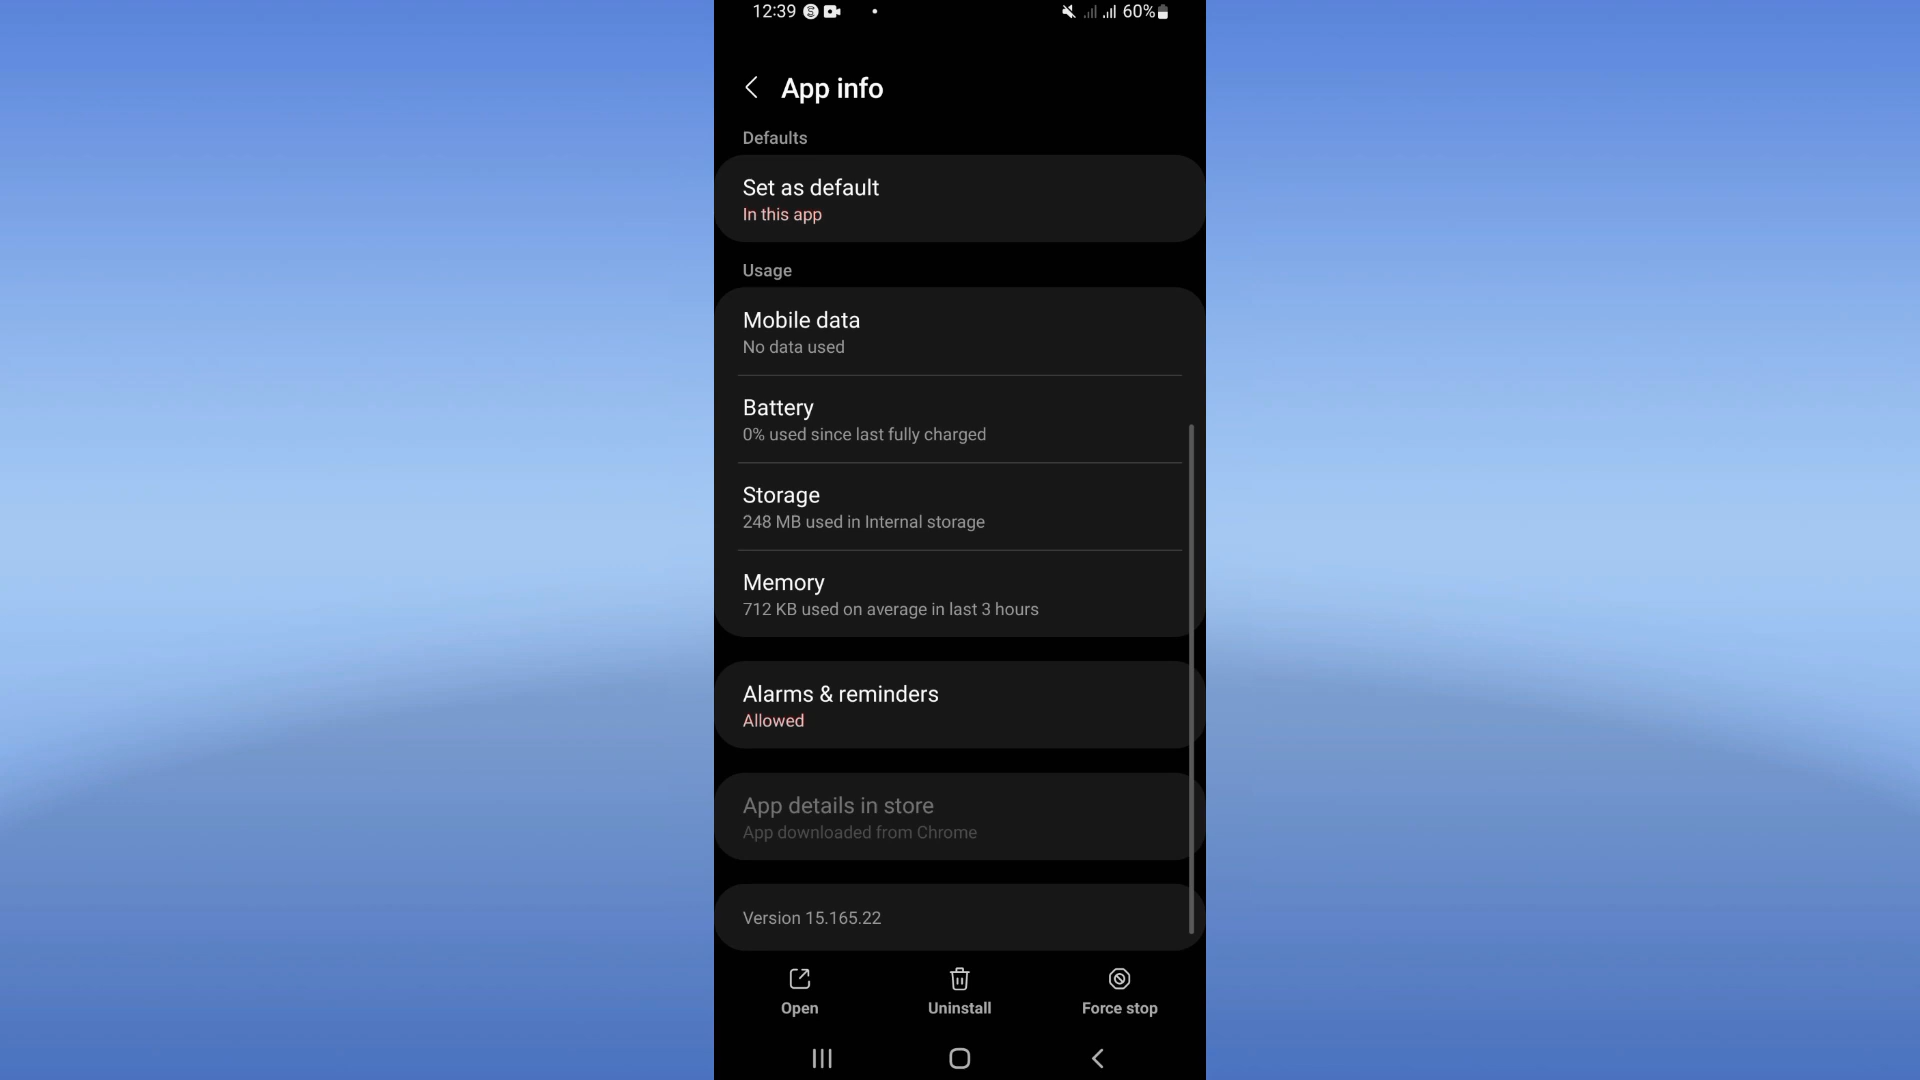 12:39 60%
App info
Defaults
Set as default
In this app
Usage
Mobile data
No data used
Battery
0% used since last fully charged
Storage
248 MB used in Internal storage
Memory
712 KB used on average in last 3 hours
Alarms & reminders
Allowed
App details in store
App downloaded from Chrome
Version 15.165.22
Open Uninstall Force stop